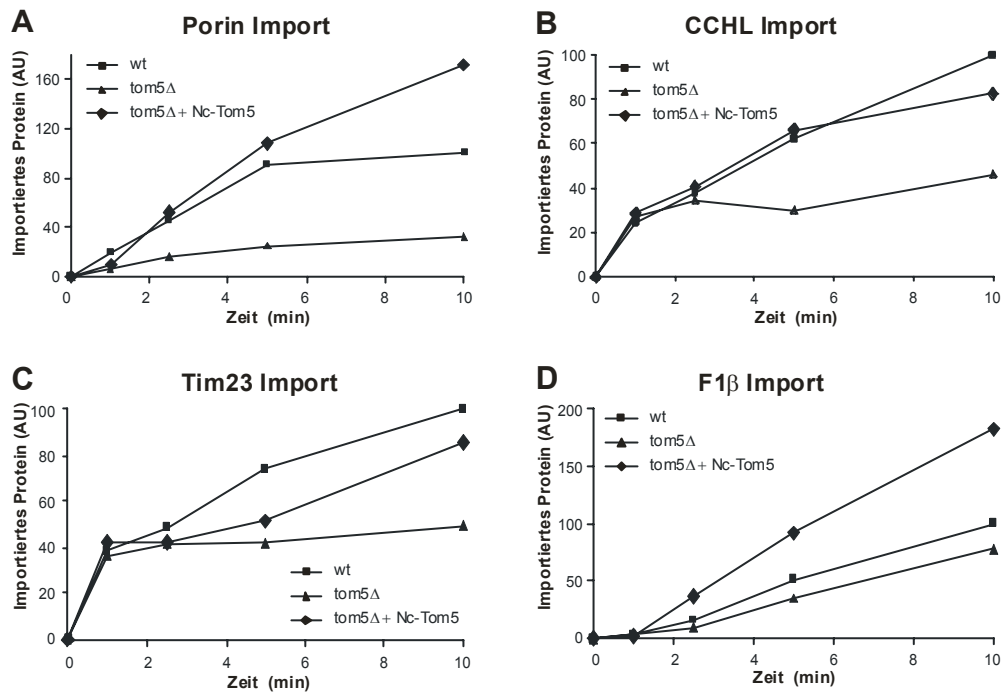 A
Porin Import
Importiertes Protein (AU)
wt
tom5Δ
tom5Δ+ Nc-Tom5
160
120
80
40
0
0 2 4 6 8 10
Zeit (min)
B
CCHL Import
Importiertes Protein (AU)
wt
tom5Δ
tom5Δ+ Nc-Tom5
100
80
60
40
20
0
0 2 4 6 8 10
Zeit (min)
C
Tim23 Import
Importiertes Protein (AU)
100
80
60
40
20
0
wt
tom5Δ
tom5Δ+ Nc-Tom5
0 2 4 6 8 10
Zeit (min)
D
F1β Import
Importiertes Protein (AU)
wt
tom5Δ
tom5Δ+ Nc-Tom5
200
150
100
50
0
0 2 4 6 8 10
Zeit (min)